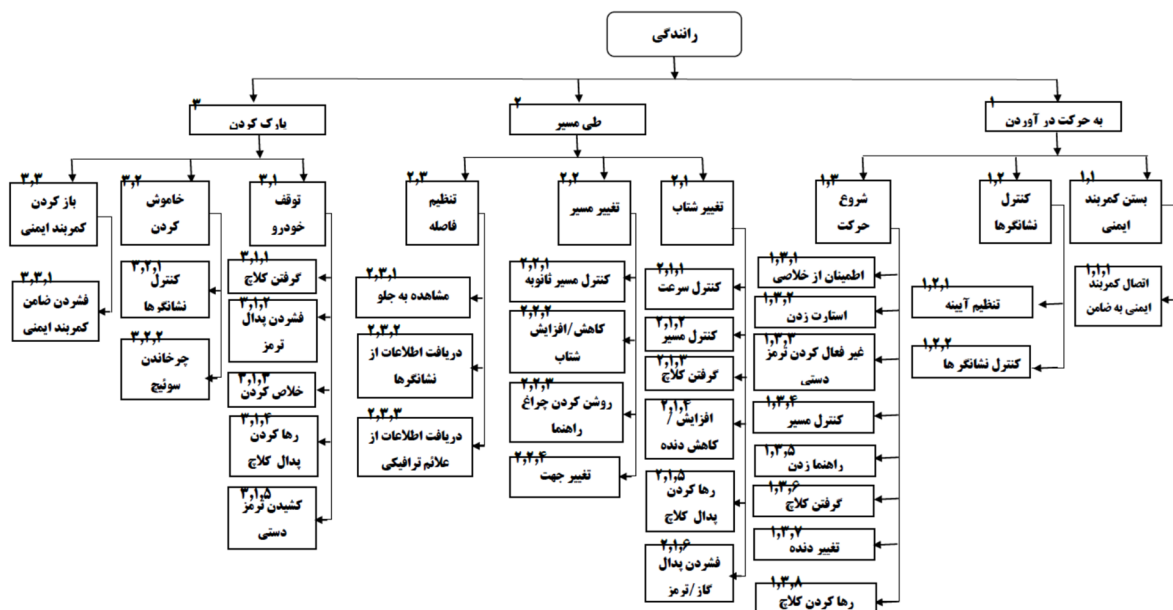 رانندگی
۱
به حرکت در آوردن
۱,۱
بستن کمربند
ایمنی
۱,۱,۱
اتصال کمربند
ایمنی به ضامن
۱,۲
کنترل
نشانگرها
۱,۲,۱
تنظیم آیینه
۱,۲,۲
کنترل نشانگر ها
۱,۳
شروع
حرکت
۱,۳,۱
اطمینان از خلاصی
۱,۳,۲
استارت زدن
۱,۳,۳
غیر فعال کردن ترمز
دستی
۱,۳,۴
کنترل مسیر
۱,۳,۵
راهنما زدن
۱,۳,۶
گرفتن کلاچ
۱,۳,۷
تغییر دنده
۱,۳,۸
رها کردن کلاچ
۲
طی مسیر
۲,۱
تغییر شتاب
۲,۱,۱
کنترل سرعت
۲,۱,۲
کنترل مسیر
۲,۱,۳
گرفتن کلاچ
۲,۱,۴
افزایش /
کاهش دنده
۲,۱,۵
رها کردن
پدال کلاچ
۲,۱,۶
فشردن پدال
گاز/ترمز
۲,۲
تغییر مسیر
۲,۲,۱
کنترل مسیر ثانویه
۲,۲,۲
کاهش/افزایش
شتاب
۲,۲,۳
روشن کردن چراغ
راهنما
۲,۲,۴
تغییر جهت
۲,۳
تنظیم
فاصله
۲,۳,۱
مشاهده به جلو
۲,۳,۲
دریافت اطلاعات از
نشانگرها
۲,۳,۳
دریافت اطلاعات از
علائم ترافیکی
۳
پارک کردن
۳,۱
توقف
خودرو
۳,۱,۱
گرفتن کلاچ
۳,۱,۲
فشردن پدال
ترمز
۳,۱,۳
خلاص کردن
۳,۱,۴
رها کردن
پدال کلاچ
۳,۱,۵
کشیدن ترمز
دستی
۳,۲
خاموش
کردن
۳,۲,۱
کنترل
نشانگرها
۳,۲,۲
چرخاندن
سوئیچ
۳,۳
باز کردن
کمربند ایمنی
۳,۳,۱
فشردن ضامن
کمربند ایمنی